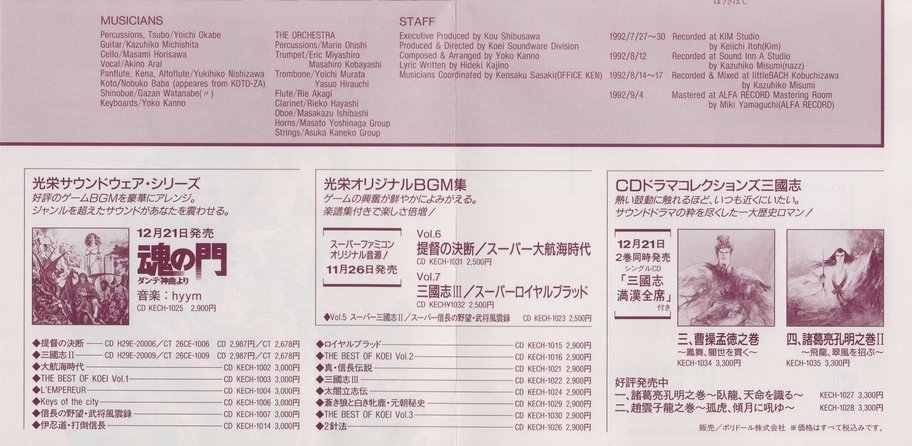 MUSICIANS
Percussions, Tsubo/Yoichi Okabe
Guitar/Kazuhiko Michishita
Cello/Masami Horisawa
Vocal/Akino Arai
Panflute, Kena, Altoflute/Yukihiko Nishizawa
Koto/Nobuko Baba (appeares from KOTO-ZA)
Shinobue/Gazan Watanabe(〃)
Keyboards/Yoko Kanno
THE ORCHESTRA
Percussions/Marie Ohishi
Trumpet/Eric Miyashiro
Masahiro Kobayashi
Trombone/Yoichi Murata
Yasuo Hirauchi
Flute/Rie Akagi
Clarinet/Rieko Hayashi
Oboe/Masakazu Ishibashi
Horns/Masato Yoshinaga Group
Strings/Asuka Kaneko Group
STAFF
Executive Produced by Kou Shibusawa
Produced & Directed by Koei Soundware Division
Composed & Arranged by Yoko Kanno
Lyric Written by Hideki Kajino
Musicians Coordinated by Kensaku Sasaki(OFFICE KEN)
1992/7/27〜30 Recorded at KIM Studio
by Keiichi Itoh(Kim)
1992/8/12 Recorded at Sound Inn A Studio
by Kazuhiko Misumi(nazz)
1992/8/14〜17 Recorded & Mixed at littleBACH Kobuchizawa
by Kazuhiko Misumi
1992/9/4 Mastered at ALFA RECORD Mastering Room
by Miki Yamaguchi(ALFA RECORD)
光栄サウンドウェア・シリーズ
好評のゲームBGMを豪華にアレンジ。
ジャンルを超えたサウンドがあなたを震わせる。
12月21日発売
魂の門
ダンテ神曲より
音楽：hyym
CD KECH-1025 2,900円
◆提督の決断 CD H29E-20006/CT 26CE-1006 CD 2,987円/CT 2,678円
◆三國志II CD H29E-20009/CT 26CE-1009 CD 2,987円/CT 2,678円
◆大航海時代 CD KECH-1002 3,000円
◆THE BEST OF KOEI Vol.1 CD KECH-1003 3,000円
◆L'EMPEREUR CD KECH-1004 3,000円
◆Keys of the city CD KECH-1006 3,000円
◆信長の野望・武将風雲録 CD KECH-1007 3,000円
◆伊忍道・打倒信長 CD KECH-1014 3,000円
光栄オリジナルBGM集
ゲームの興奮が鮮やかによみがえる。
楽譜集付きで楽しさ倍増！
スーパーファミコン
オリジナル音源！
11月26日発売
Vol.6
提督の決断／スーパー大航海時代
CD KECH-1031 2,500円
Vol.7
三國志III／スーパーロイヤルブラッド
CD KECH¥1032 2,500円
◆Vol.5 スーパー三國志II／スーパー信長の野望・武将風雲録 CD KECH-1023 2,500円
◆ロイヤルブラッド CD KECH-1015 2,900円
◆THE BEST OF KOEI Vol.2 CD KECH-1016 2,900円
◆真・信長伝説 CD KECH-1021 2,900円
◆三國志III CD KECH-1022 2,900円
◆太閤立志伝 CD KECH-1024 2,900円
◆蒼き狼と白き牝鹿・元朝秘史 CD KECH-1029 2,900円
◆THE BEST OF KOEI Vol.3 CD KECH-1030 2,900円
◆2針法 CD KECH-1026 2,900円
CDドラマコレクションズ三國志
熱い鼓動に触れるほど、いつも近くにいたい。
サウンドドラマの粋を尽くした一大歴史ロマン！
12月21日
2巻同時発売
シングルCD
「三國志
満漢全席」
付き
三、曹操孟徳之巻
〜鳳舞、闇世を貫く〜
KECH-1034 3,300円
四、諸葛亮孔明之巻II
〜飛龍、翠風を招ぶ〜
KECH-1035 3,300円
好評発売中
一、諸葛亮孔明之巻〜臥龍、天命を識る〜 KECH-1027 3,300円
二、趙雲子龍之巻〜孤虎、傾月に吼ゆ〜 KECH-1028 3,300円
販売／ポリドール株式会社 ※価格はすべて税込みです。